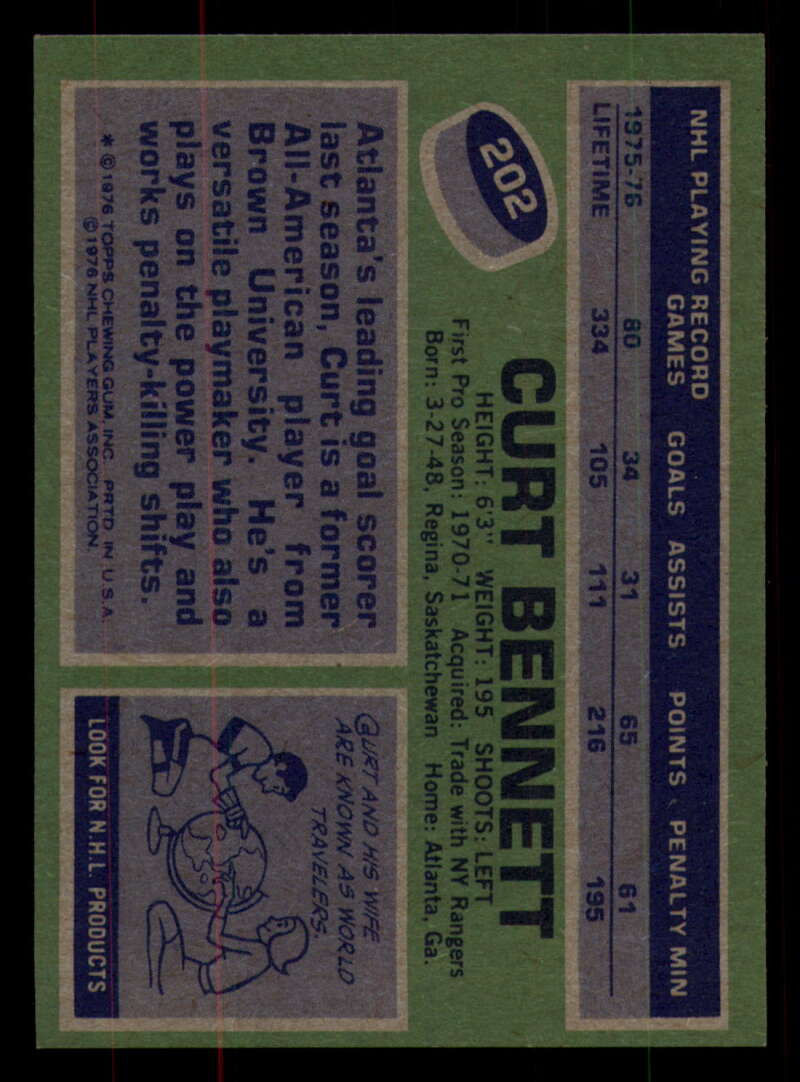 NHL PLAYING RECORD
GAMES GOALS ASSISTS POINTS PENALTY MIN
1975-76 80 34 31 65 61
LIFETIME 334 105 111 216 195
202
CURT BENNETT
HEIGHT: 6'3" WEIGHT: 195 SHOOTS: LEFT
First Pro Season: 1970-71 Acquired: Trade with NY Rangers
Born: 3-27-48, Regina, Saskatchewan Home: Atlanta, Ga.
Atlanta's leading goal scorer
last season, Curt is a former
All-American player from
Brown University. He's a
versatile playmaker who also
plays on the power play and
works penalty-killing shifts.
* © 1976 TOPPS CHEWING GUM, INC. PRTD. IN U.S.A.
© 1976 NHL PLAYERS ASSOCIATION.
CURT AND HIS WIFE
ARE KNOWN AS WORLD
TRAVELERS.
LOOK FOR N.H.L. PRODUCTS